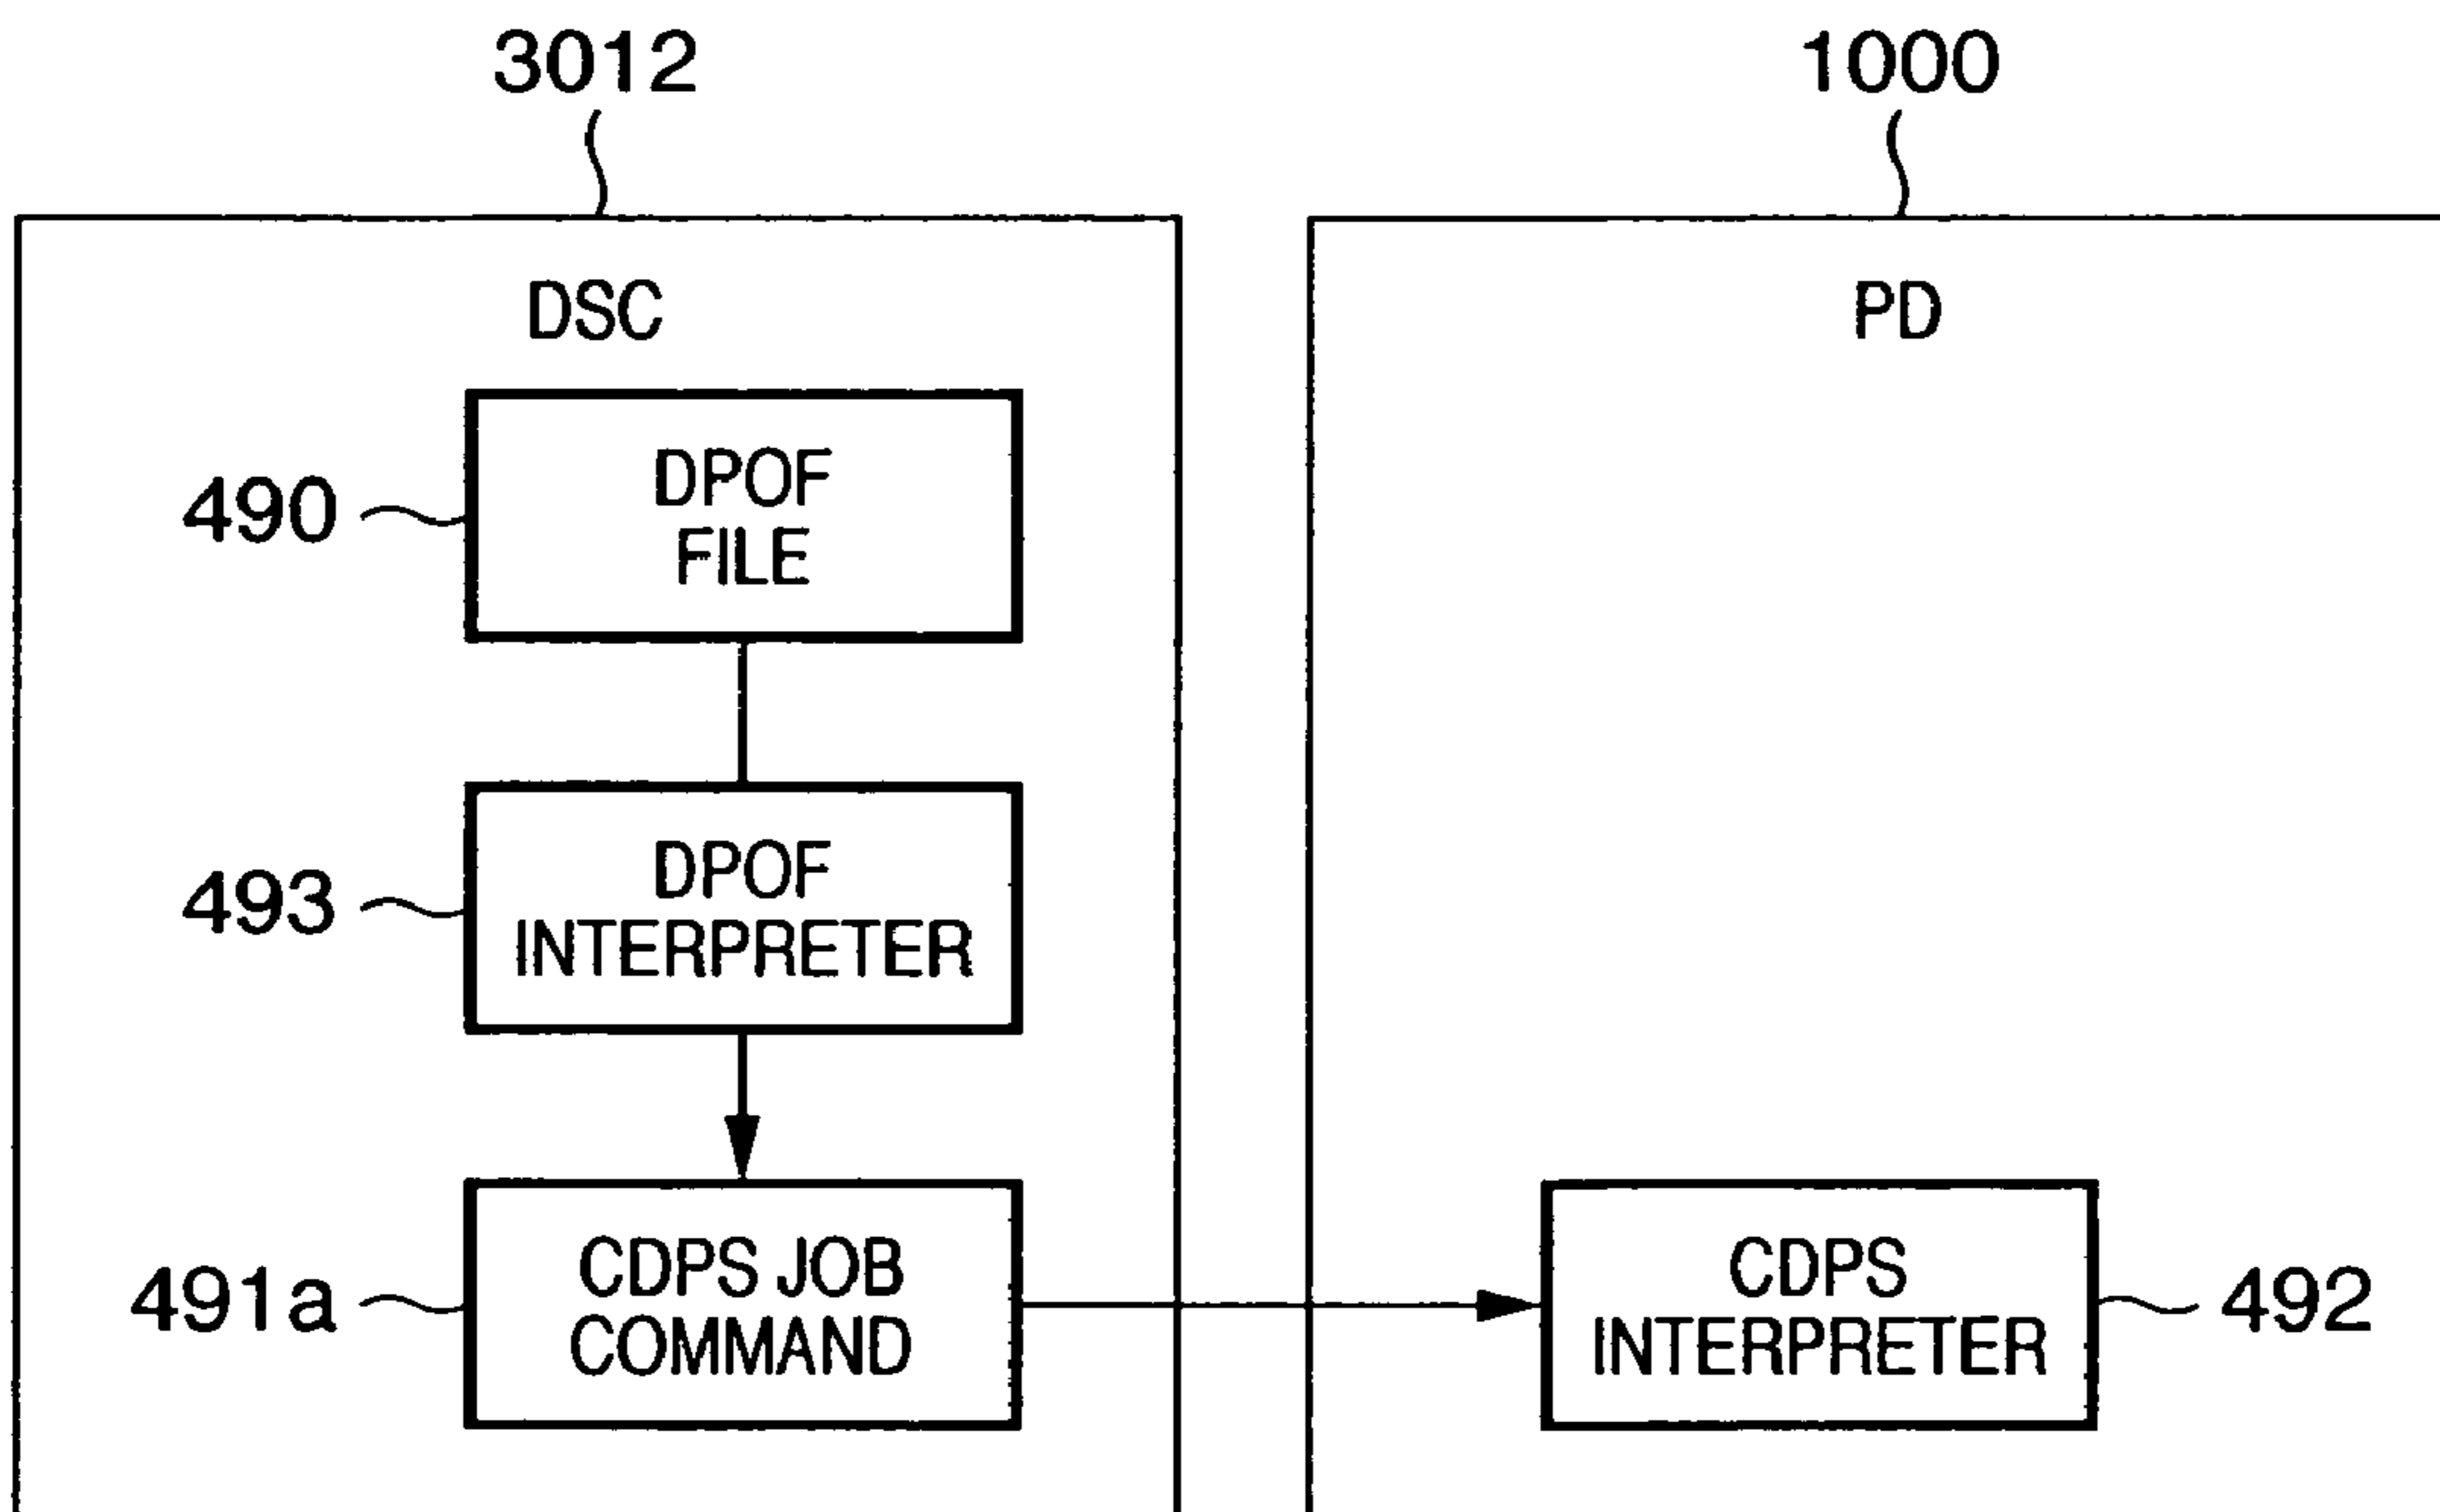 3012
1000
DSC
PD
490
DPOF
FILE
493
DPOF
INTERPRETER
491a
CDPS JOB
COMMAND
CDPS
INTERPRETER
492